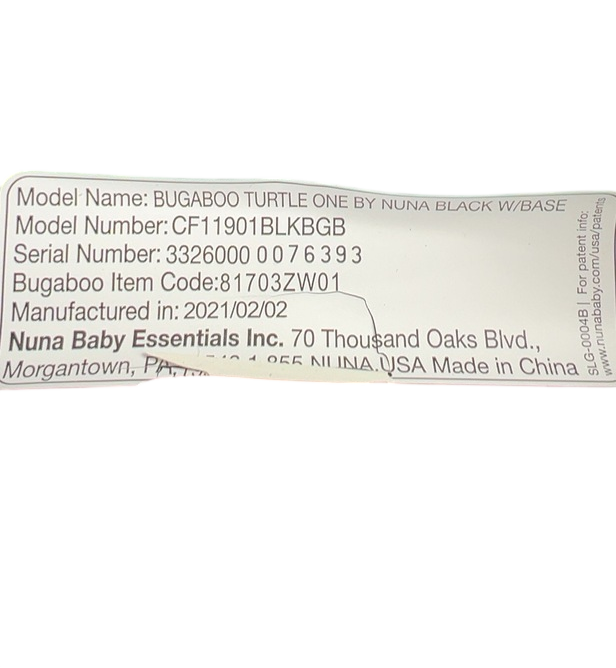 Model Name: BUGABOO TURTLE ONE BY NUNA BLACK W/BASE
Model Number: CF11901BLKBGB
Serial Number: 3326000 0076393
Bugaboo Item Code:81703ZW01
Manufactured in: 2021/02/02
Nuna Baby Essentials Inc. 70 Thousand Oaks Blvd.,
Morgantown, PA, 855 NUNA.USA Made in China
SLG-0004B | For patent info:
www.nunababy.com/usa/patents